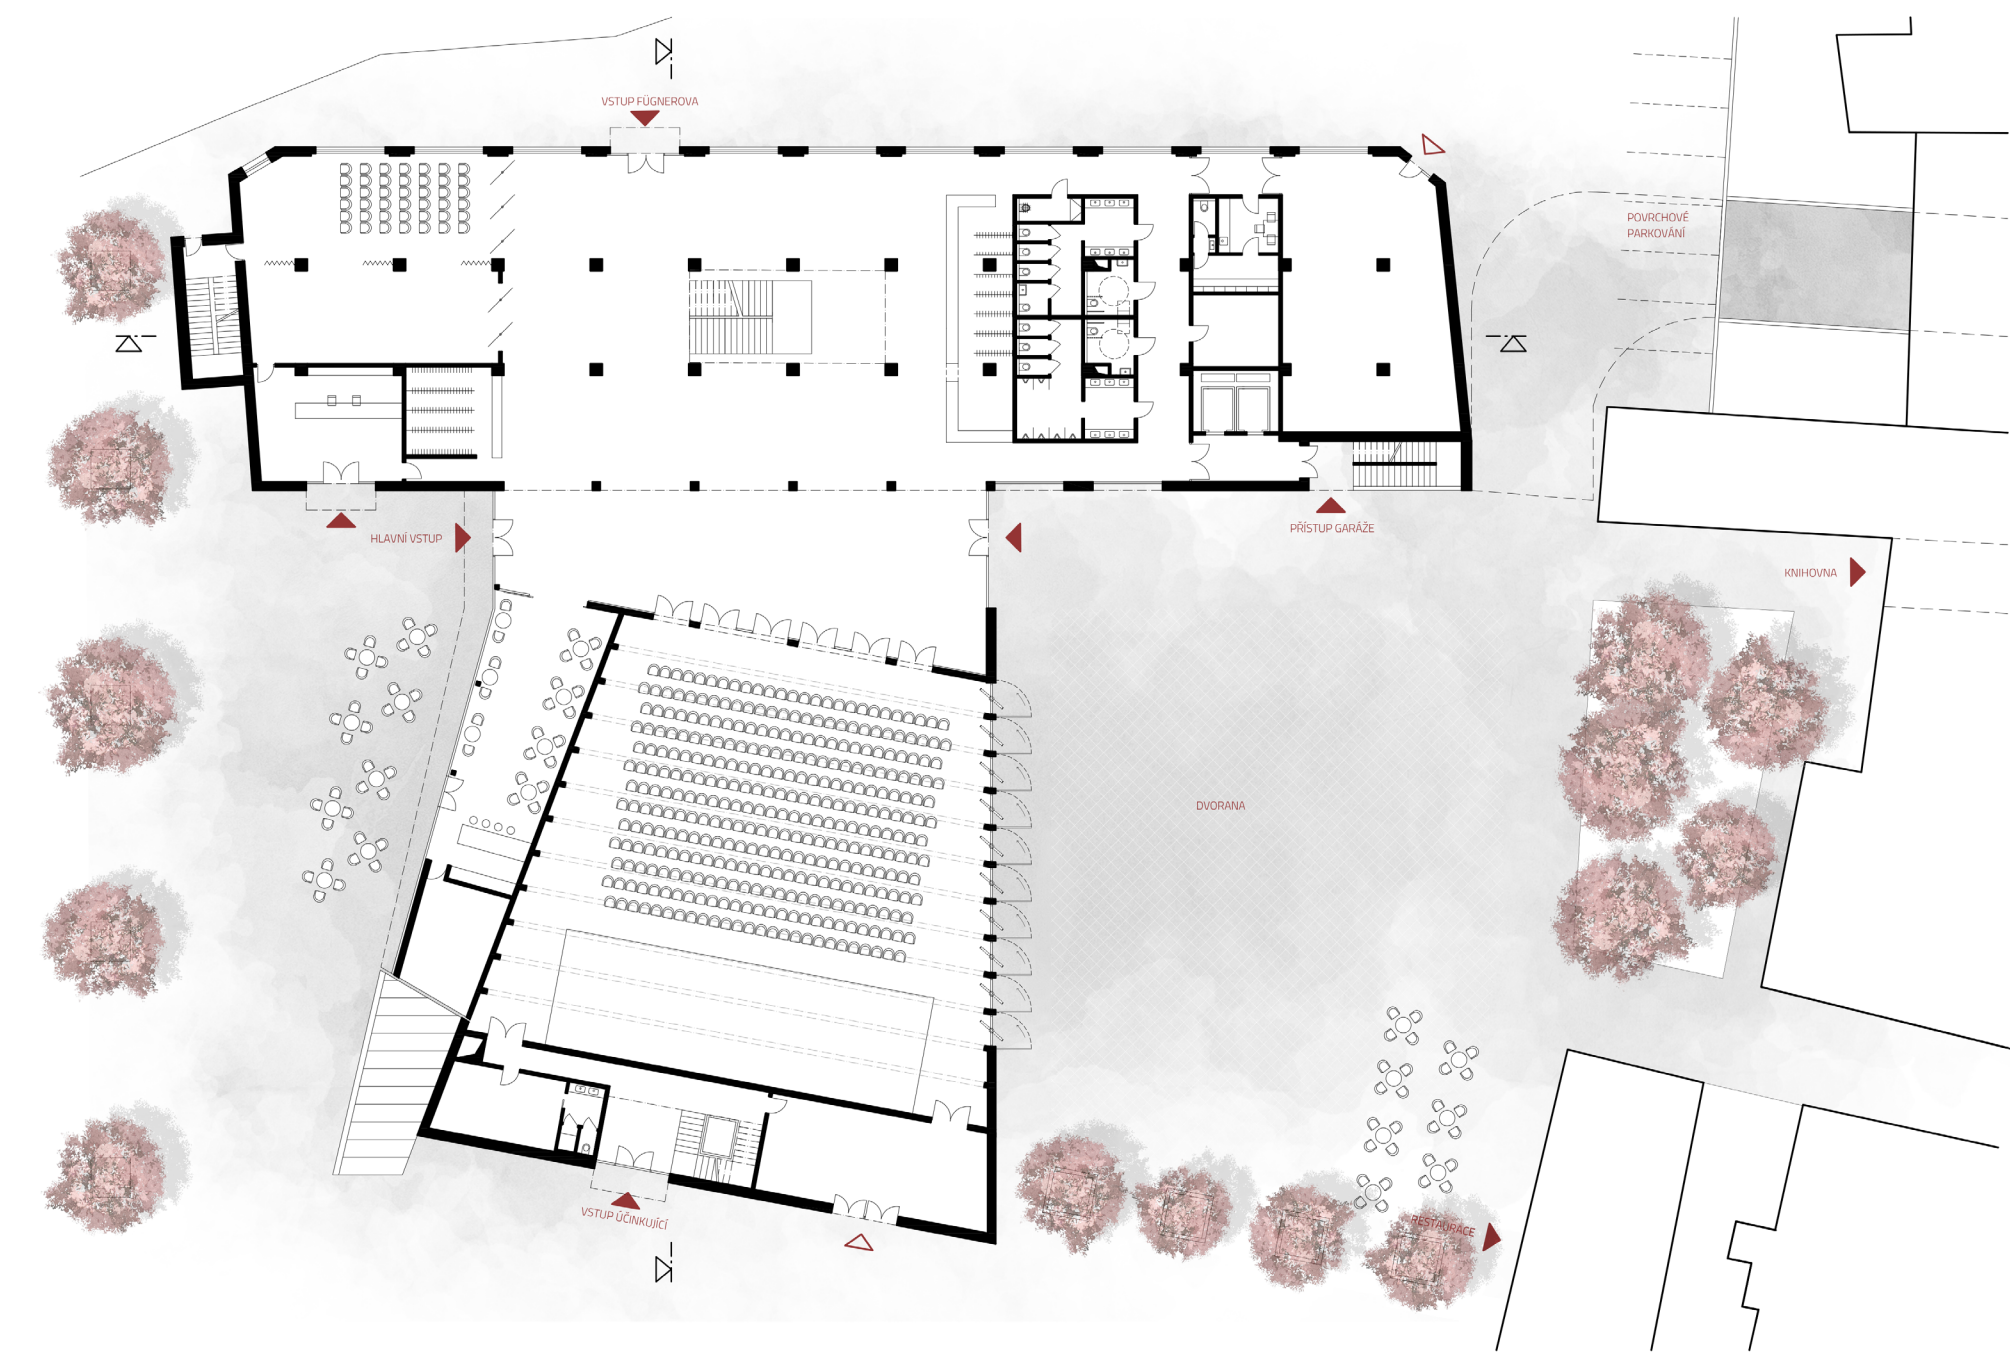 VSTUP FÜGNEROVA
POVRCHOVÉ
PARKOVÁNÍ
HLAVNÍ VSTUP
PŘÍSTUP GARÁŽE
KNIHOVNA
DVORANA
VSTUP ÚČINKUJÍCÍ
RESTAURACE